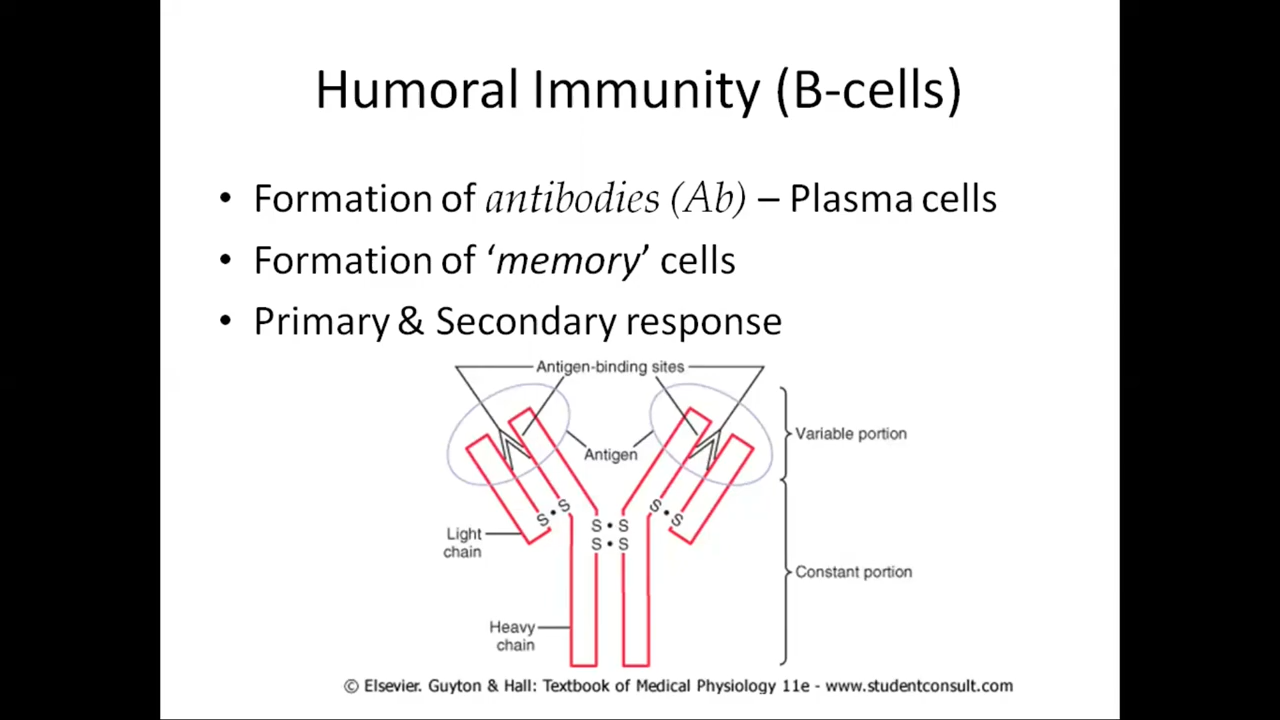 Humoral Immunity (B-cells)
• Formation of antibodies (Ab) – Plasma cells
• Formation of ‘memory’ cells
• Primary & Secondary response
Antigen-binding sites
Variable portion
Antigen
S • S
S • S
S • S
S • S
Light
chain
Constant portion
Heavy
chain
© Elsevier. Guyton & Hall: Textbook of Medical Physiology 11e - www.studentconsult.com